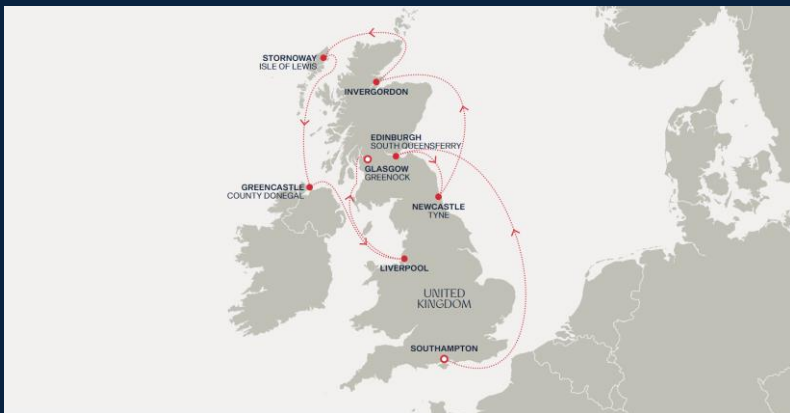 STORNOWAY
ISLE OF LEWIS
INVERGORDON
EDINBURGH
SOUTH QUEENSFERRY
GLASGOW
GREENOCK
GREENCASTLE
COUNTY DONEGAL
NEWCASTLE
TYNE
LIVERPOOL
UNITED
KINGDOM
SOUTHAMPTON